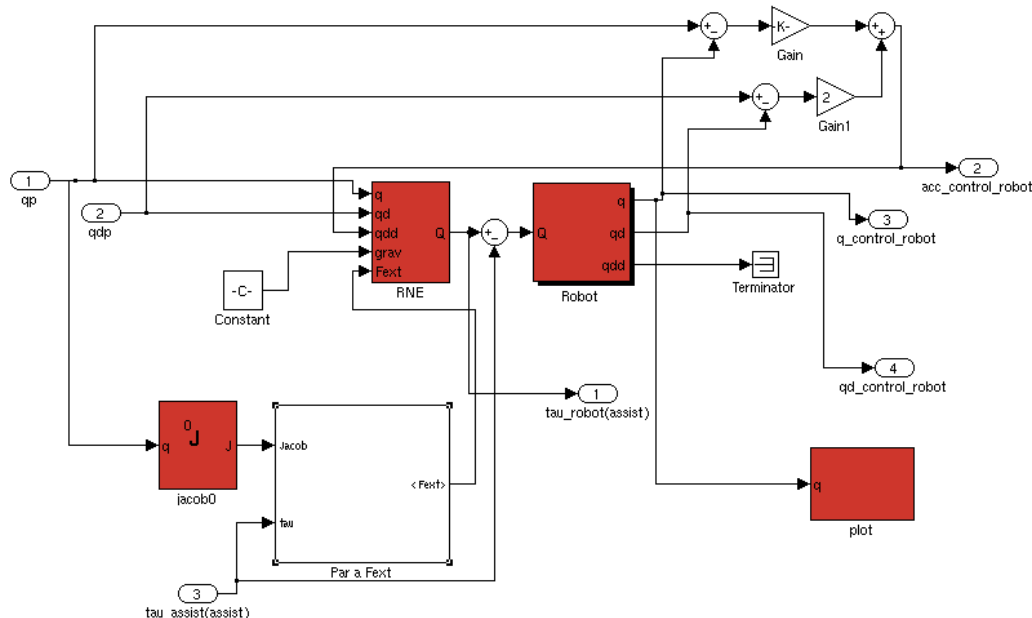 +
-
-K-
+
+
Gain
+
-
2
Gain1
1
qp
2
qdp
q
qd
qdd
grav
Fext
Q
RNE
+
-
Q
q
qd
qdd
Robot
2
acc_control_robot
3
q_control_robot
Terminator
-C-
Constant
4
qd_control_robot
1
tau_robot(assist)
q
0
J
J
jacob0
Jacob
< Fext>
tau
Par a Fext
q
plot
3
tau_assist(assist)